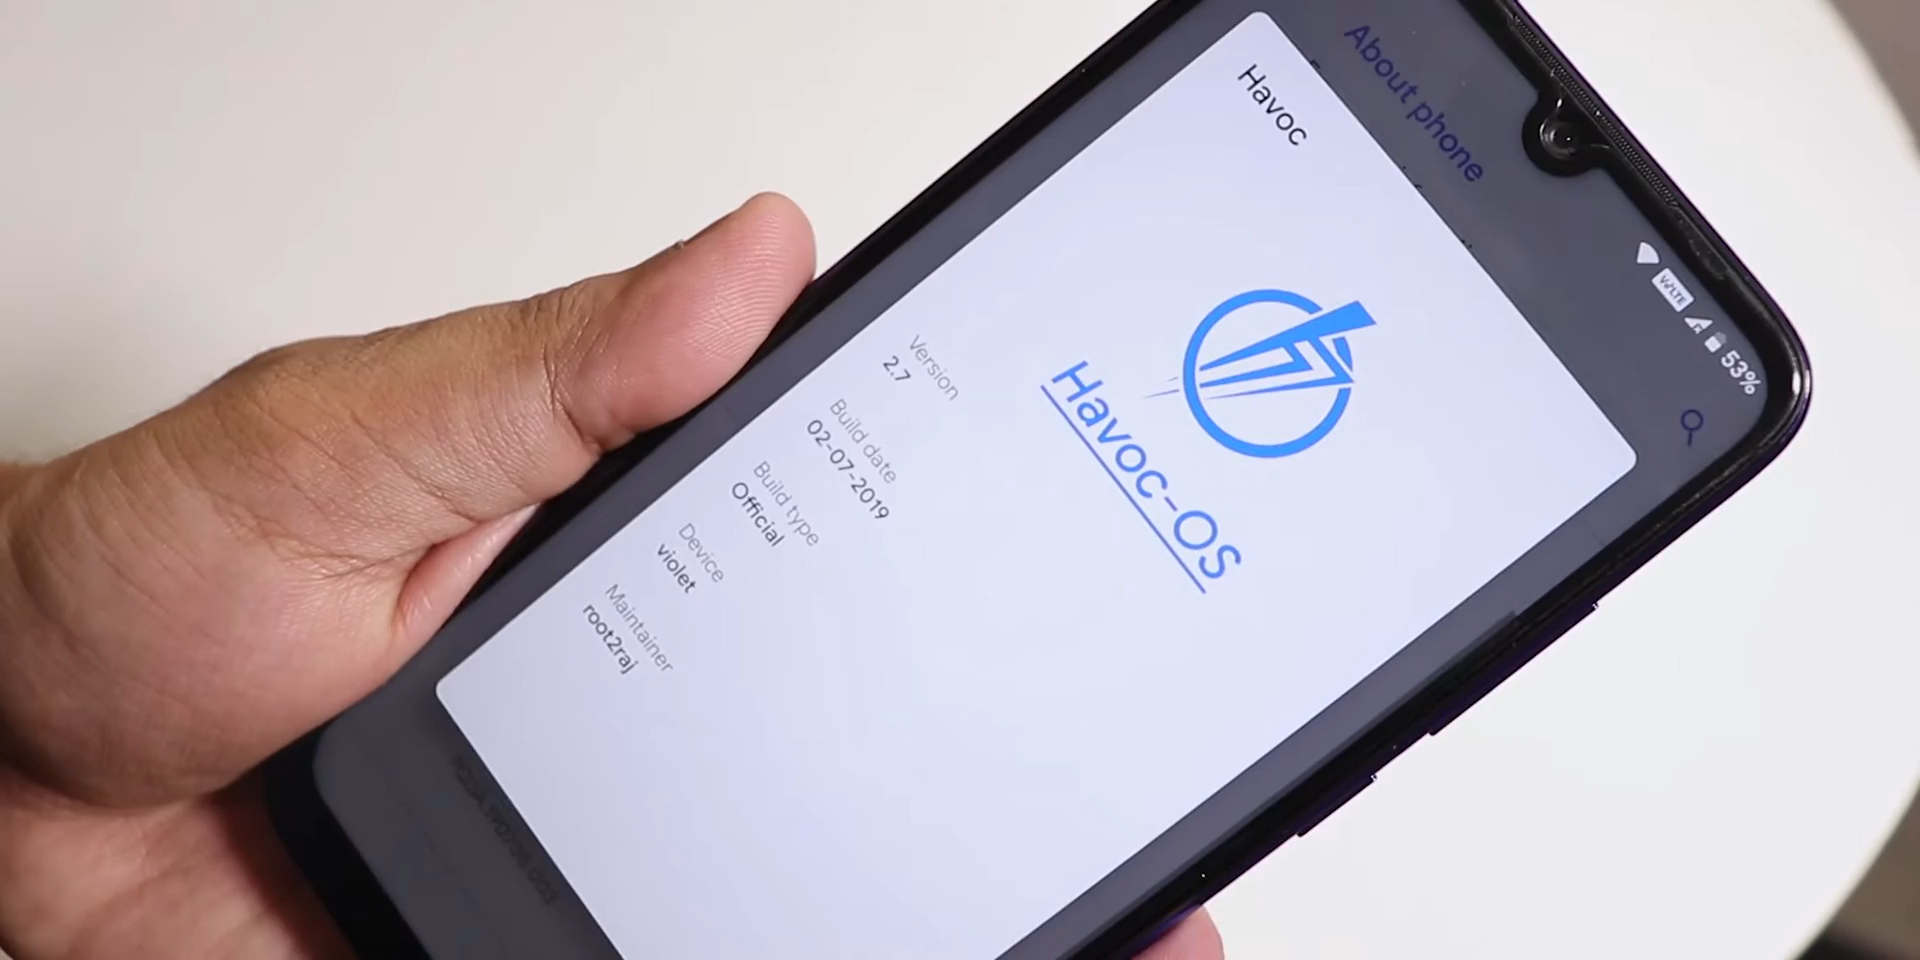 About phone
VoLTE
53%
Havoc
Havoc-OS
Version
2.7
Build date
02-07-2019
Build type
Official
Device
violet
Maintainer
root2raj